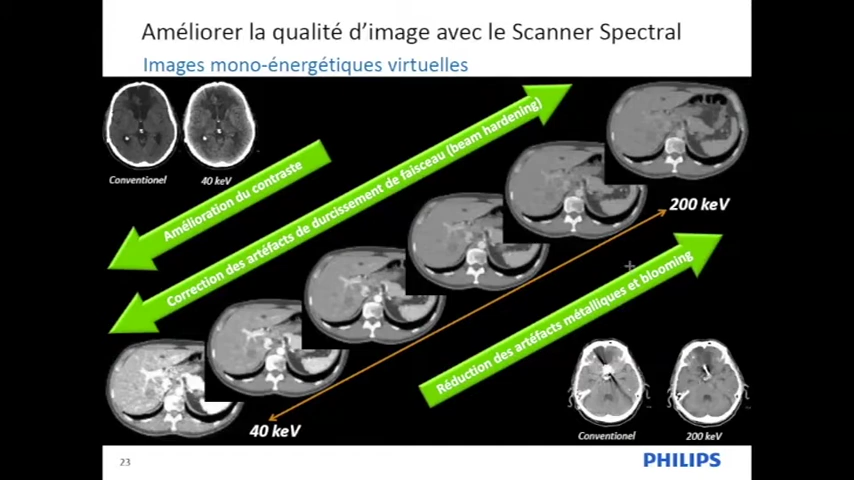 Améliorer la qualité d'image avec le Scanner Spectral
Images mono-énergétiques virtuelles
Conventionel
40 keV
Amélioration du contraste
Correction des artéfacts de durcissement de faisceau (beam hardening)
200 keV
Réduction des artéfacts métalliques et blooming
40 keV
Conventionel
200 keV
23
PHILIPS